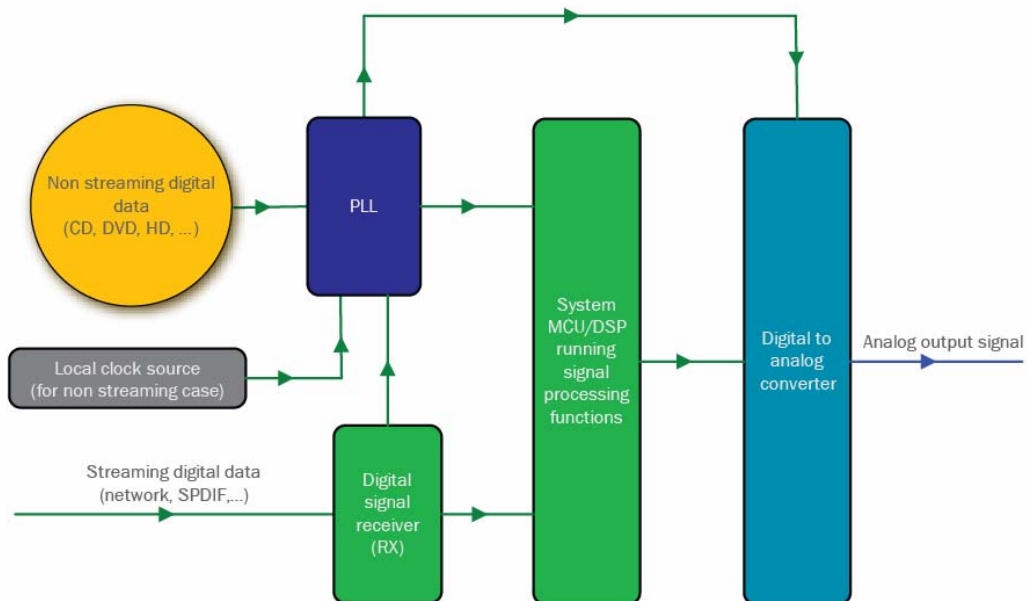 Non streaming digital
data
(CD, DVD, HD, ...)
PLL
Local clock source
(for non streaming case)
Streaming digital data
(network, SPDIF,...)
Digital
signal
receiver
(RX)
System
MCU/DSP
running
signal
processing
functions
Digital to
analog
converter
Analog output signal